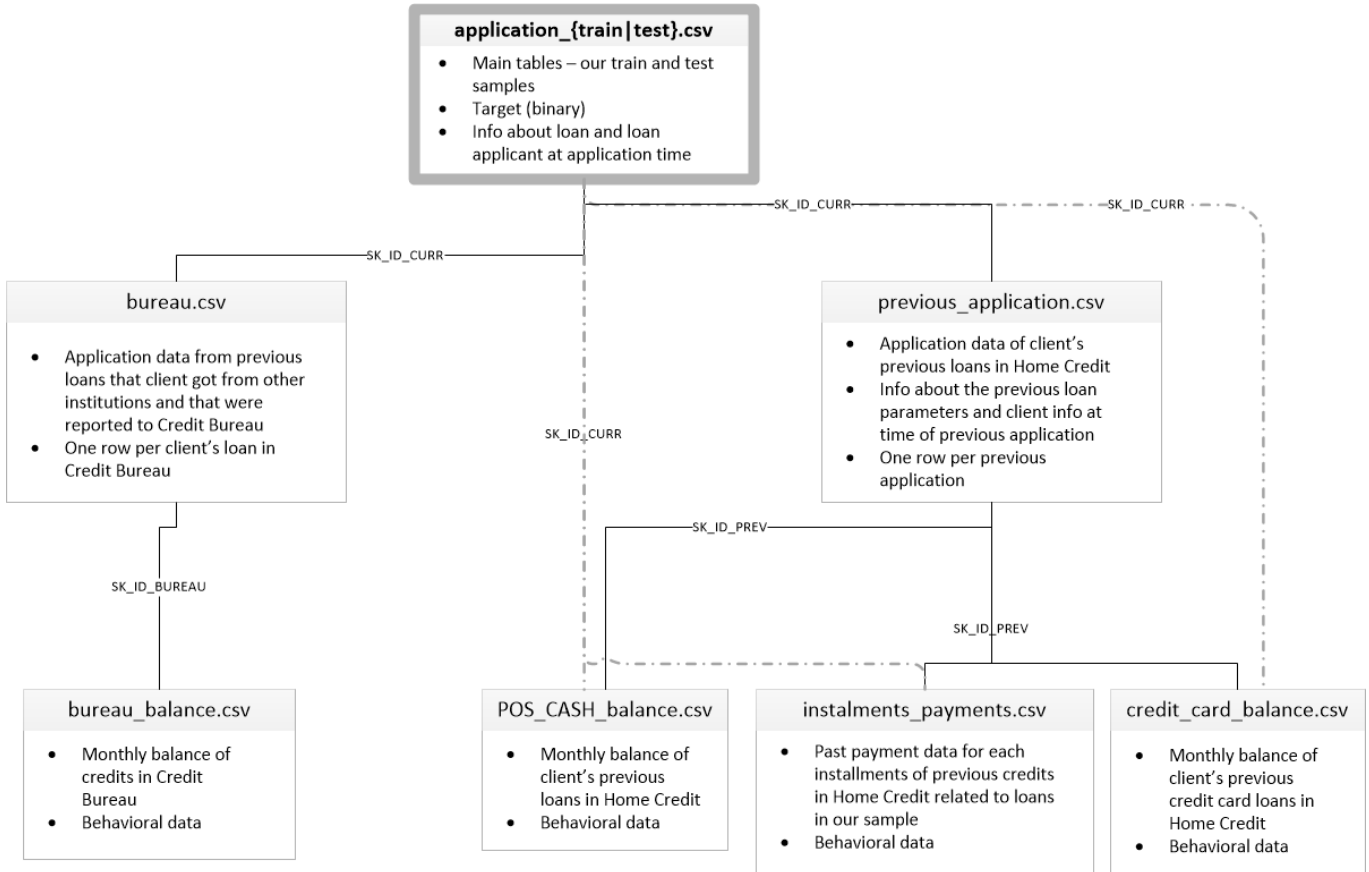 application_{train|test}.csv
• Main tables – our train and test
samples
• Target (binary)
• Info about loan and loan
applicant at application time
SK_ID_CURR
SK_ID_CURR
SK_ID_CURR
bureau.csv
• Application data from previous
loans that client got from other
institutions and that were
reported to Credit Bureau
• One row per client's loan in
Credit Bureau
previous_application.csv
• Application data of client's
previous loans in Home Credit
• Info about the previous loan
parameters and client info at
time of previous application
• One row per previous
application
SK_ID_CURR
SK_ID_PREV
SK_ID_BUREAU
SK_ID_PREV
bureau_balance.csv
• Monthly balance of
credits in Credit
Bureau
• Behavioral data
POS_CASH_balance.csv
• Monthly balance of
client's previous
loans in Home Credit
• Behavioral data
instalments_payments.csv
• Past payment data for each
installments of previous credits
in Home Credit related to loans
in our sample
• Behavioral data
credit_card_balance.csv
• Monthly balance of
client's previous
credit card loans in
Home Credit
• Behavioral data